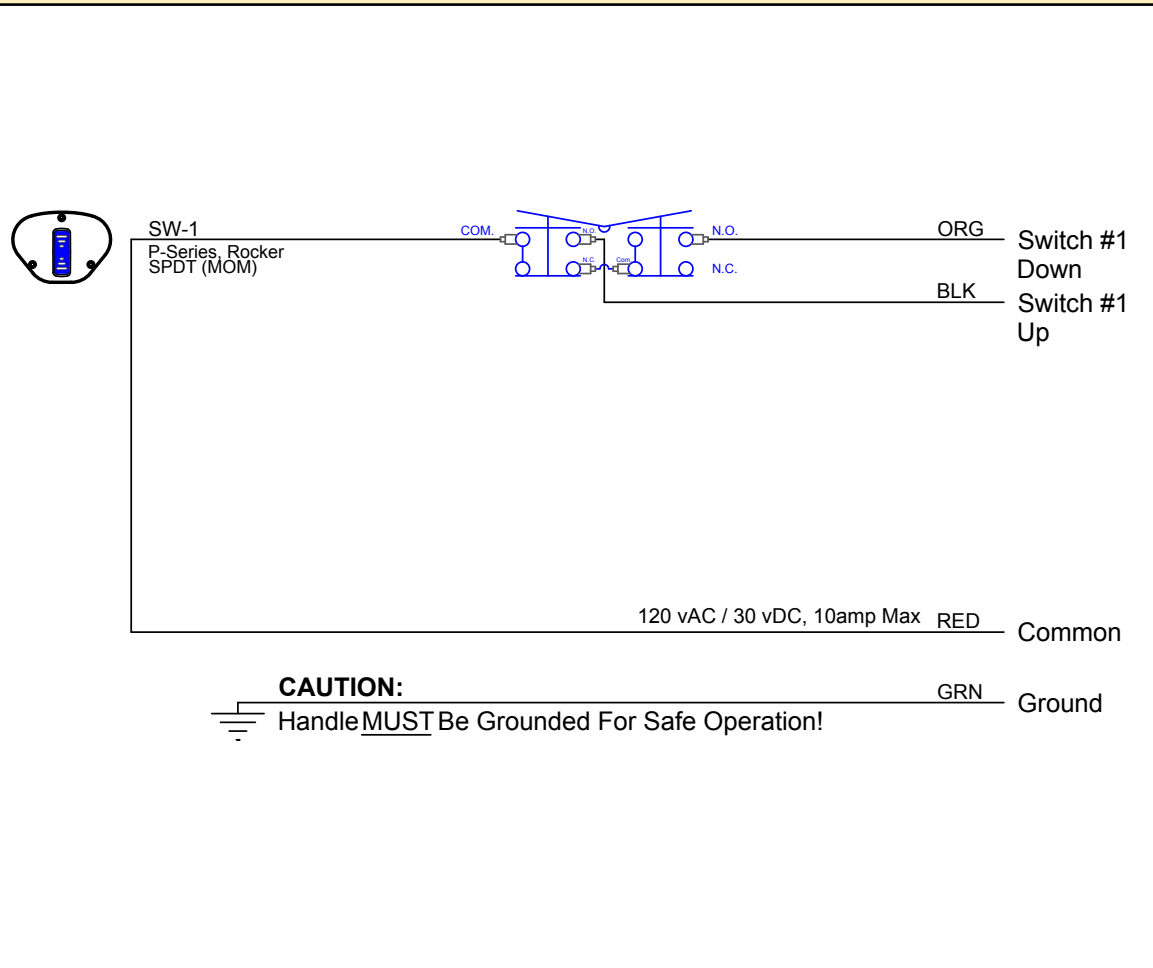 SW-1
P-Series, Rocker
SPDT (MOM)
COM.
N.O.
N.C.
Com.
N.O.
N.C.
ORG
Switch #1
Down
BLK
Switch #1
Up
120 vAC / 30 vDC, 10amp Max
RED
Common
CAUTION:
GRN
Ground
Handle MUST Be Grounded For Safe Operation!